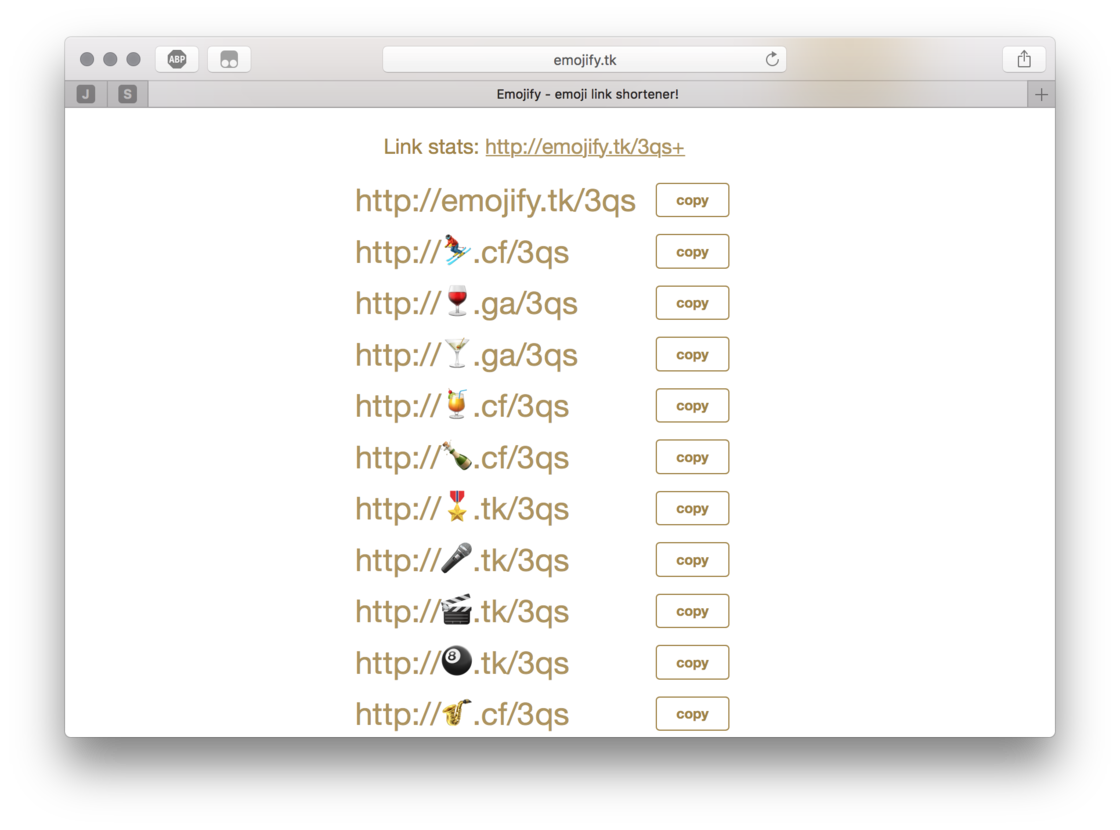 ABP
emojify.tk
J
S
Emojify - emoji link shortener!
Link stats: http://emojify.tk/3qs+
http://emojify.tk/3qs copy
http://⛷.cf/3qs copy
http://🍷.ga/3qs copy
http://🍸.ga/3qs copy
http://🍹.cf/3qs copy
http://🍾.cf/3qs copy
http://🎖.tk/3qs copy
http://🎤.tk/3qs copy
http://🎬.tk/3qs copy
http://🎱.tk/3qs copy
http://🎷.cf/3qs copy